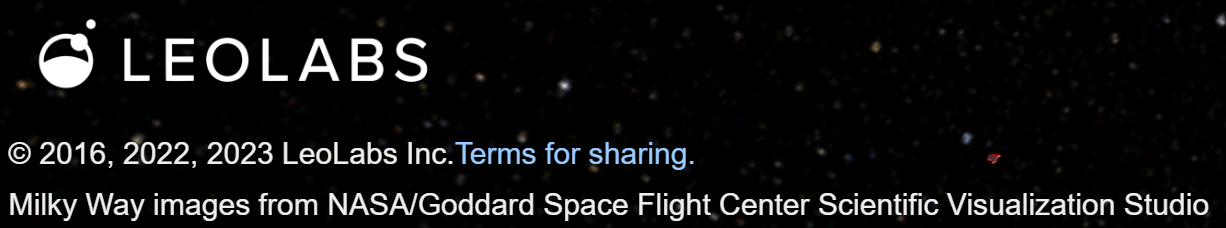 LEOLABS
© 2016, 2022, 2023 LeoLabs Inc.Terms for sharing.
Milky Way images from NASA/Goddard Space Flight Center Scientific Visualization Studio